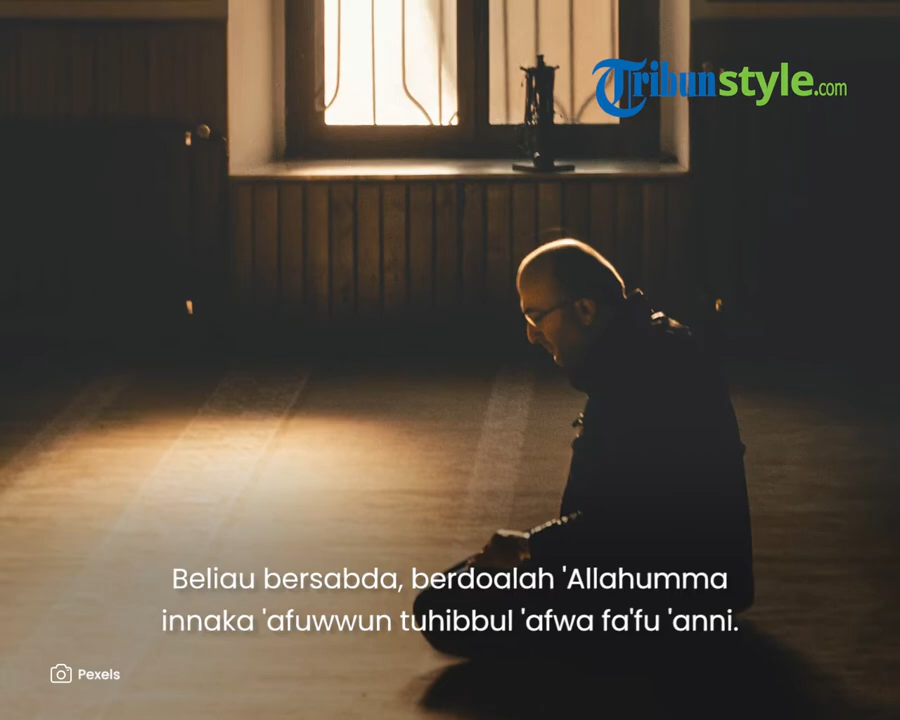 Tribunstyle.com
Beliau bersabda, berdoalah 'Allahumma
innaka 'afuwwun tuhibbul 'afwa fa'fu 'anni.
Pexels